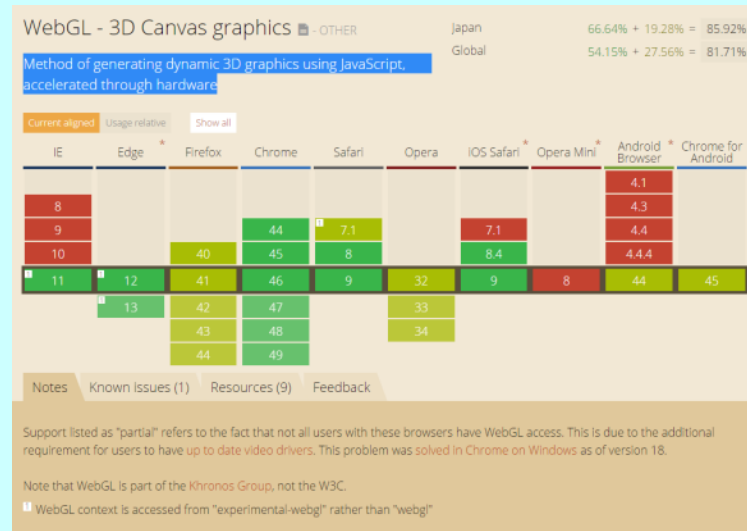 WebGL - 3D Canvas graphics - OTHER
Japan 66.64% + 19.28% = 85.92%
Global 54.15% + 27.56% = 81.71%
Method of generating dynamic 3D graphics using JavaScript,
accelerated through hardware
Current aligned Usage relative Show all
IE Edge * Firefox Chrome Safari Opera iOS Safari * Opera Mini * Android Browser * Chrome for Android
4.1
8 4.3
9 44 7.1 7.1 4.4
10 40 45 8 8.4 4.4.4
11 12 41 46 9 32 9 8 44 45
13 42 47 33
43 48 34
44 49
Notes Known issues (1) Resources (9) Feedback
Support listed as "partial" refers to the fact that not all users with these browsers have WebGL access. This is due to the additional
requirement for users to have up to date video drivers. This problem was solved in Chrome on Windows as of version 18.
Note that WebGL is part of the Khronos Group, not the W3C.
WebGL context is accessed from "experimental-webgl" rather than "webgl"